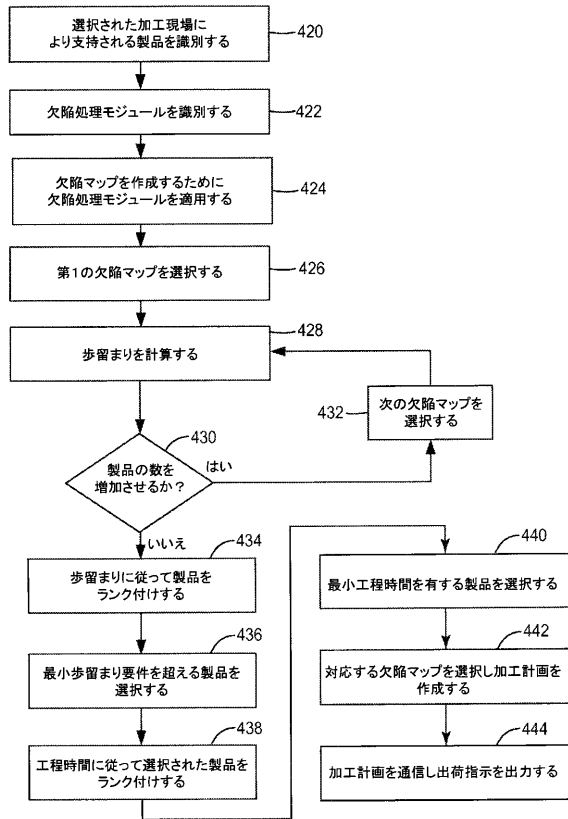 選択された加工現場に
より支持される製品を識別する
420
欠陥処理モジュールを識別する
422
欠陥マップを作成するために
欠陥処理モジュールを適用する
424
第1の欠陥マップを選択する
426
428
歩留まりを計算する
432
次の欠陥マップを
選択する
430
製品の数を
増加させるか？
はい
いいえ
434
歩留まりに従って製品を
ランク付けする
436
最小歩留まり要件を超える製品を
選択する
438
工程時間に従って選択された製品を
ランク付けする
440
最小工程時間を有する製品を選択する
442
対応する欠陥マップを選択し加工計画を
作成する
444
加工計画を通信し出荷指示を出力する